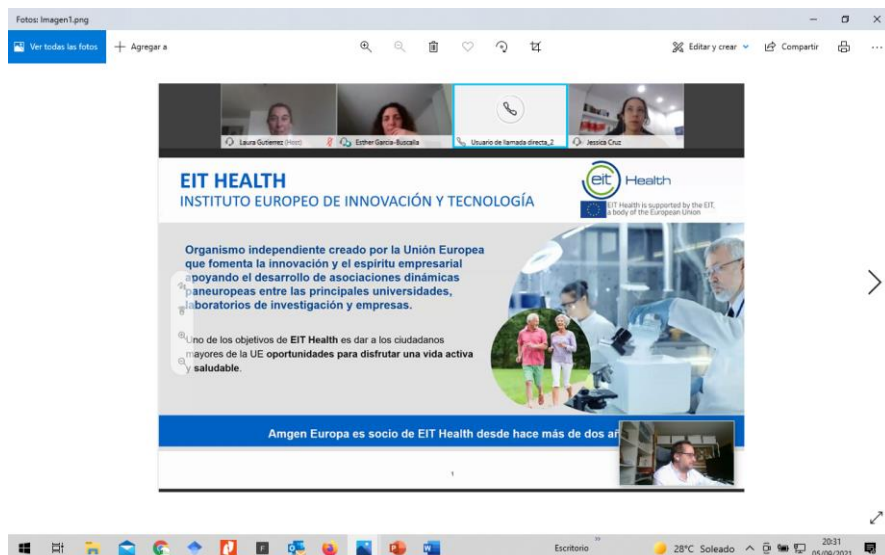 Fotos: Imagen1.png
Ver todas las fotos
Agregar a
Editar y crear
Compartir
Laura Gutierrez (Host)
Esther Garcia-Buscalla
Usuario de llamada directa_2
Jessica Cruz
EIT HEALTH
INSTITUTO EUROPEO DE INNOVACIÓN Y TECNOLOGÍA
eit Health
EIT Health is supported by the EIT,
a body of the European Union
Organismo independiente creado por la Unión Europea
que fomenta la innovación y el espíritu empresarial
apoyando el desarrollo de asociaciones dinámicas
paneuropeas entre las principales universidades,
laboratorios de investigación y empresas.
Uno de los objetivos de EIT Health es dar a los ciudadanos
mayores de la UE oportunidades para disfrutar una vida activa
y saludable.
Amgen Europa es socio de EIT Health desde hace más de dos
Escritorio
28°C Soleado
20:31
05/09/2021